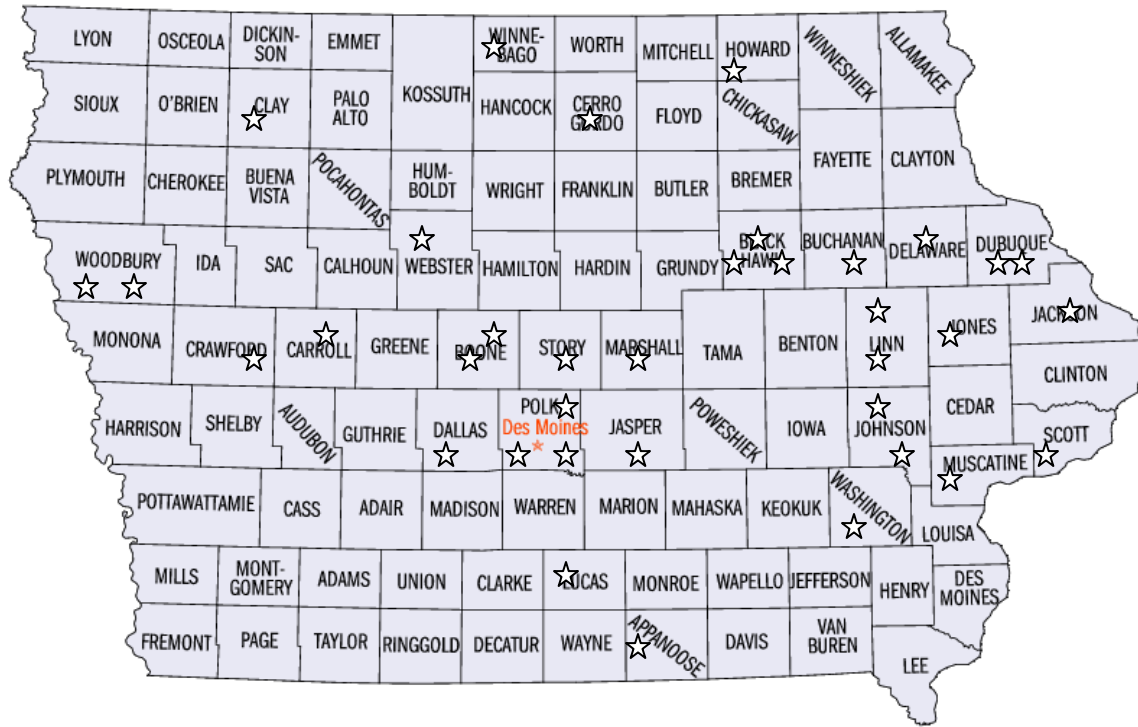 LYON
OSCEOLA
DICKIN-
SON
EMMET
WINNE-
BAGO
WORTH
MITCHELL
HOWARD
WINNESHIEK
ALLAMAKEE
SIOUX
O'BRIEN
CLAY
PALO
ALTO
KOSSUTH
HANCOCK
CERRO
GORDO
FLOYD
CHICKASAW
PLYMOUTH
CHEROKEE
BUENA
VISTA
POCAHONTAS
HUM-
BOLDT
WRIGHT
FRANKLIN
BUTLER
BREMER
FAYETTE
CLAYTON
WOODBURY
IDA
SAC
CALHOUN
WEBSTER
HAMILTON
HARDIN
GRUNDY
BLACK
HAWK
BUCHANAN
DELAWARE
DUBUQUE
MONONA
CRAWFORD
CARROLL
GREENE
BOONE
STORY
MARSHALL
TAMA
BENTON
LINN
JONES
JACKSON
CLINTON
HARRISON
SHELBY
AUDUBON
GUTHRIE
DALLAS
POLK
Des Moines
*
JASPER
POWESHIEK
IOWA
JOHNSON
CEDAR
SCOTT
MUSCATINE
POTTAWATTAMIE
CASS
ADAIR
MADISON
WARREN
MARION
MAHASKA
KEOKUK
WASHINGTON
LOUISA
MILLS
MONT-
GOMERY
ADAMS
UNION
CLARKE
LUCAS
MONROE
WAPELLO
JEFFERSON
HENRY
DES
MOINES
FREMONT
PAGE
TAYLOR
RINGGOLD
DECATUR
WAYNE
APPANOOSE
DAVIS
VAN
BUREN
LEE